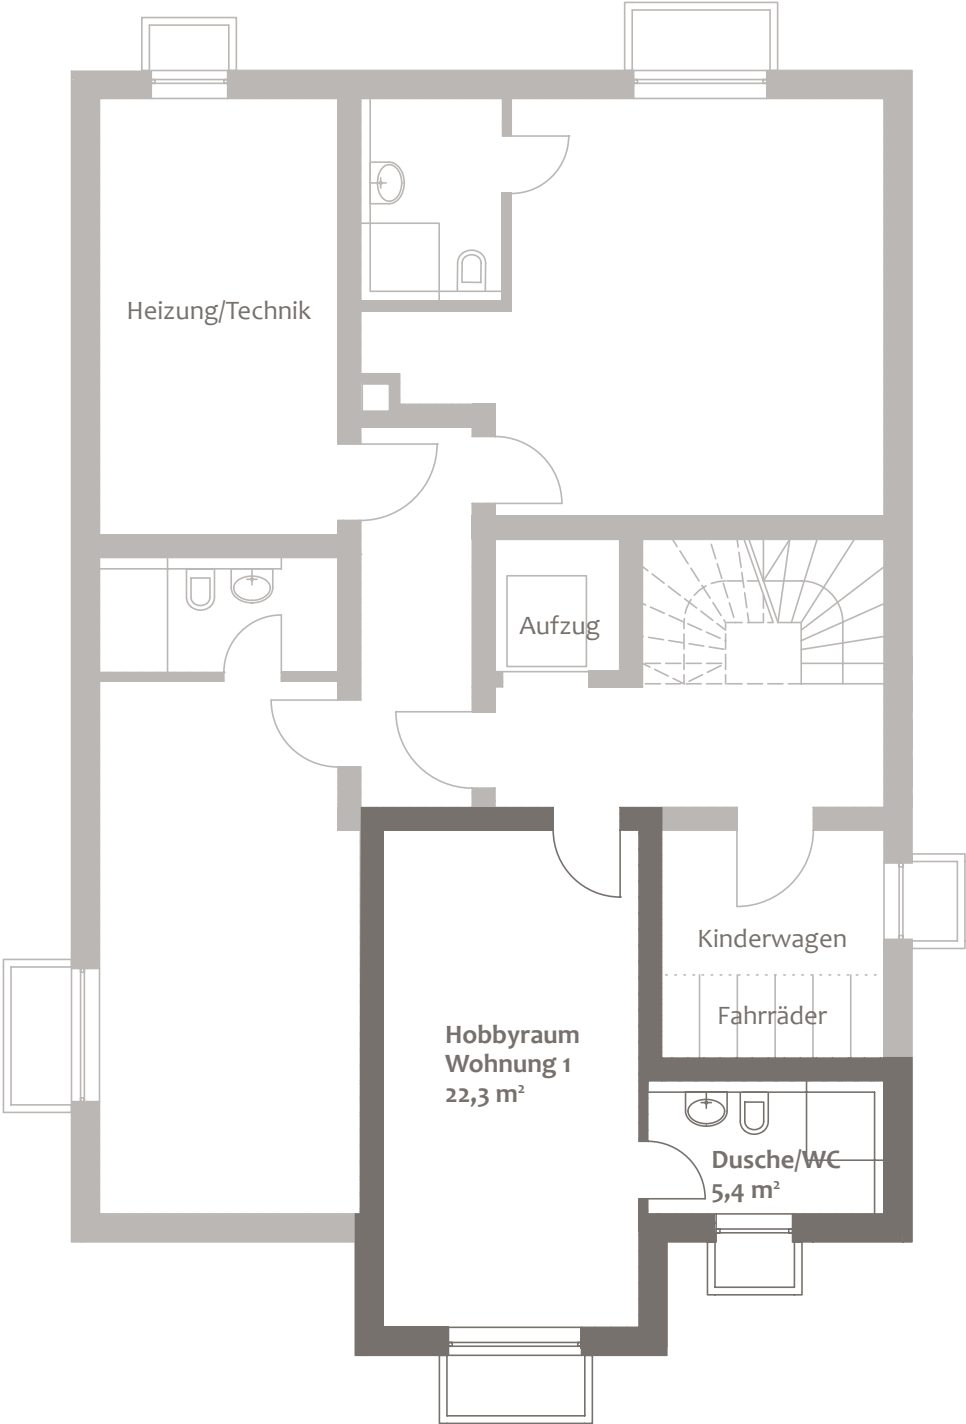 Heizung/Technik
Aufzug
Kinderwagen
Fahrräder
Hobbyraum
Wohnung 1
22,3 m²
Dusche/WC
5,4 m²